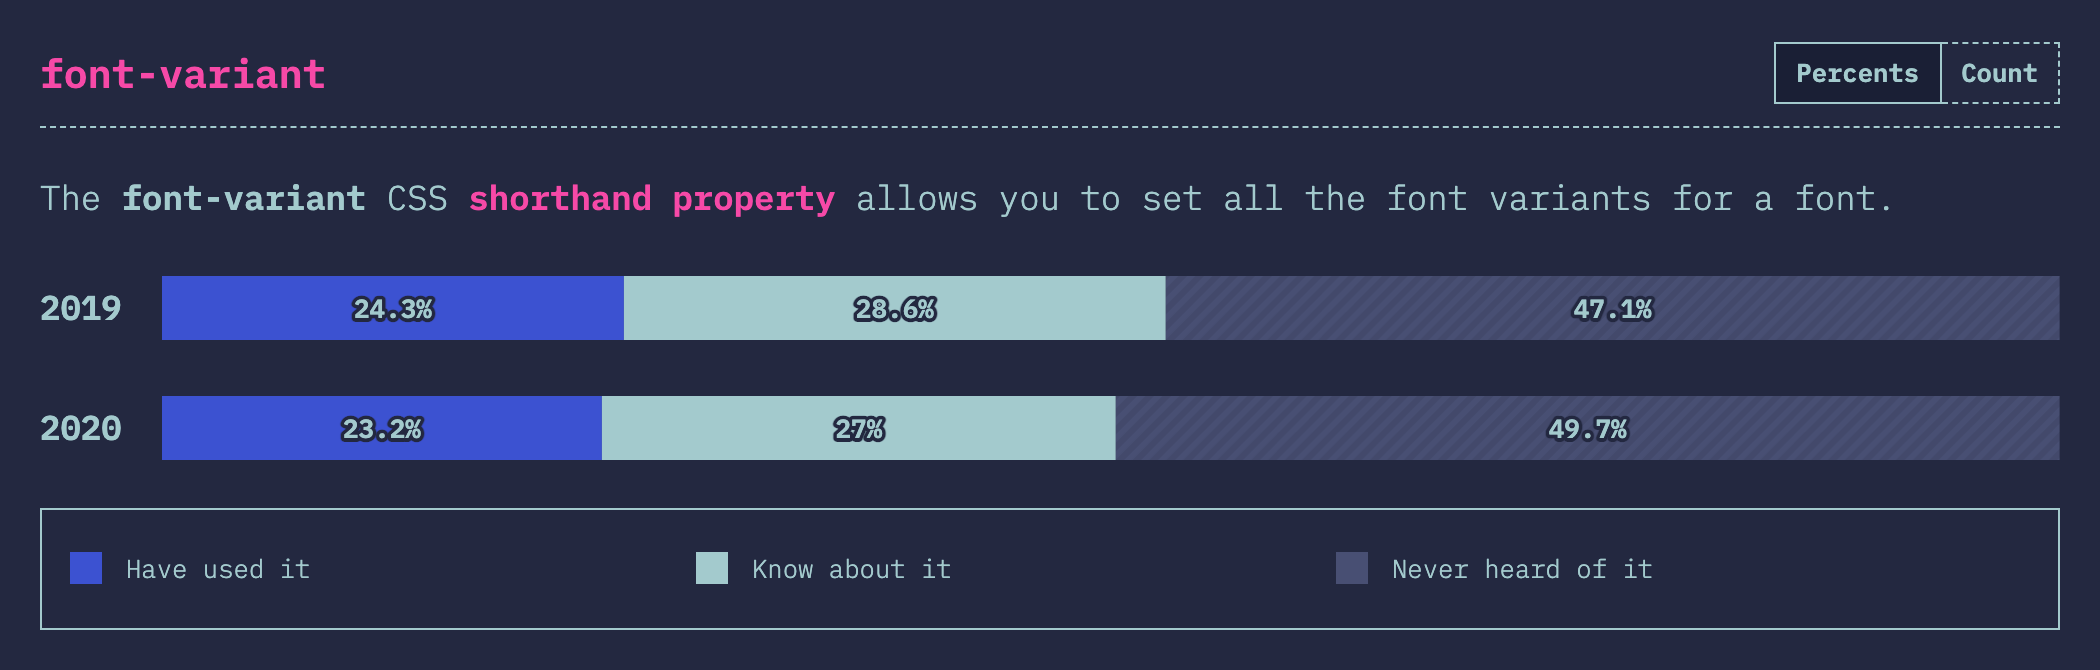 font-variant
Percents Count
The font-variant CSS shorthand property allows you to set all the font variants for a font.
2019 24.3% 28.6% 47.1%
2020 23.2% 27% 49.7%
Have used it Know about it Never heard of it